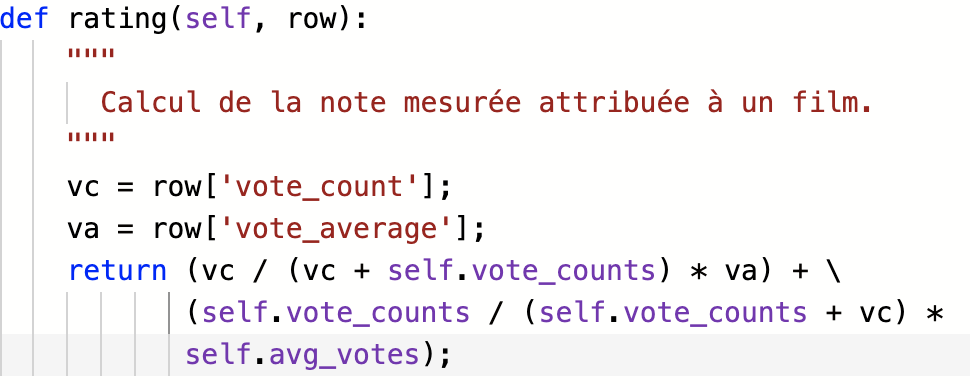 def rating(self, row):
"""
Calcul de la note mesurée attribuée à un film.
"""
vc = row['vote_count'];
va = row['vote_average'];
return (vc / (vc + self.vote_counts) * va) + \
(self.vote_counts / (self.vote_counts + vc) *
self.avg_votes);